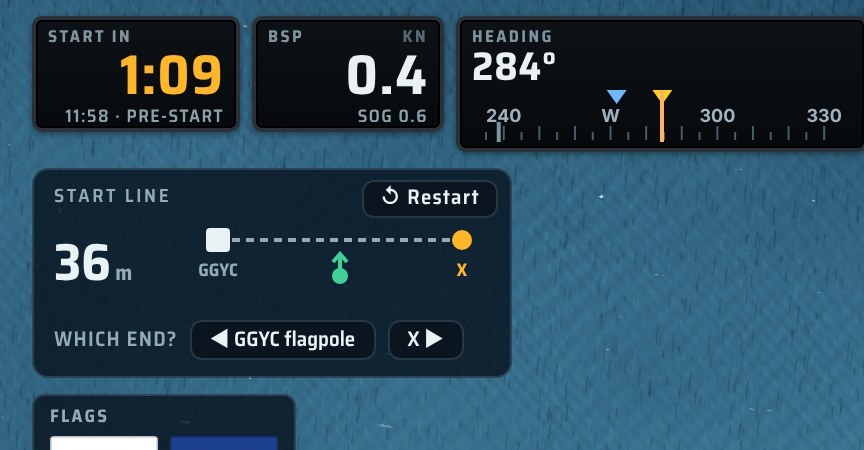 START IN
1:09
11:58 · PRE-START
BSP KN
0.4
SOG 0.6
HEADING
284°
240 W 300 330
START LINE
Restart
36 m
GGYC X
WHICH END? ◀ GGYC flagpole X ▶
FLAGS